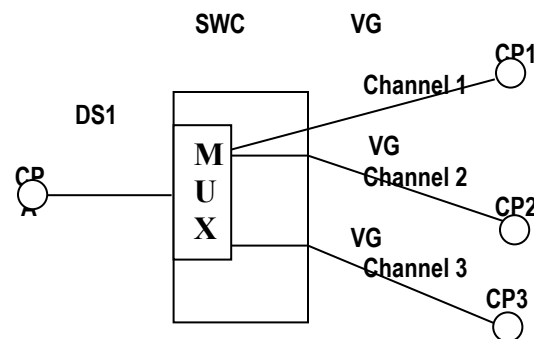 SWC
VG
CP1
Channel 1
DS1
M
U
X
VG
Channel 2
CP
A
CP2
VG
Channel 3
CP3